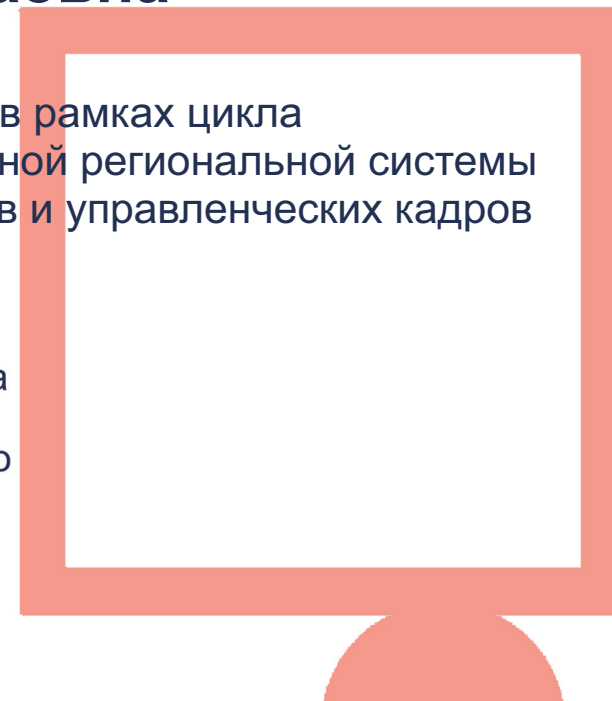 в рамках цикла
ной региональной системы
в и управленческих кадров
а
о